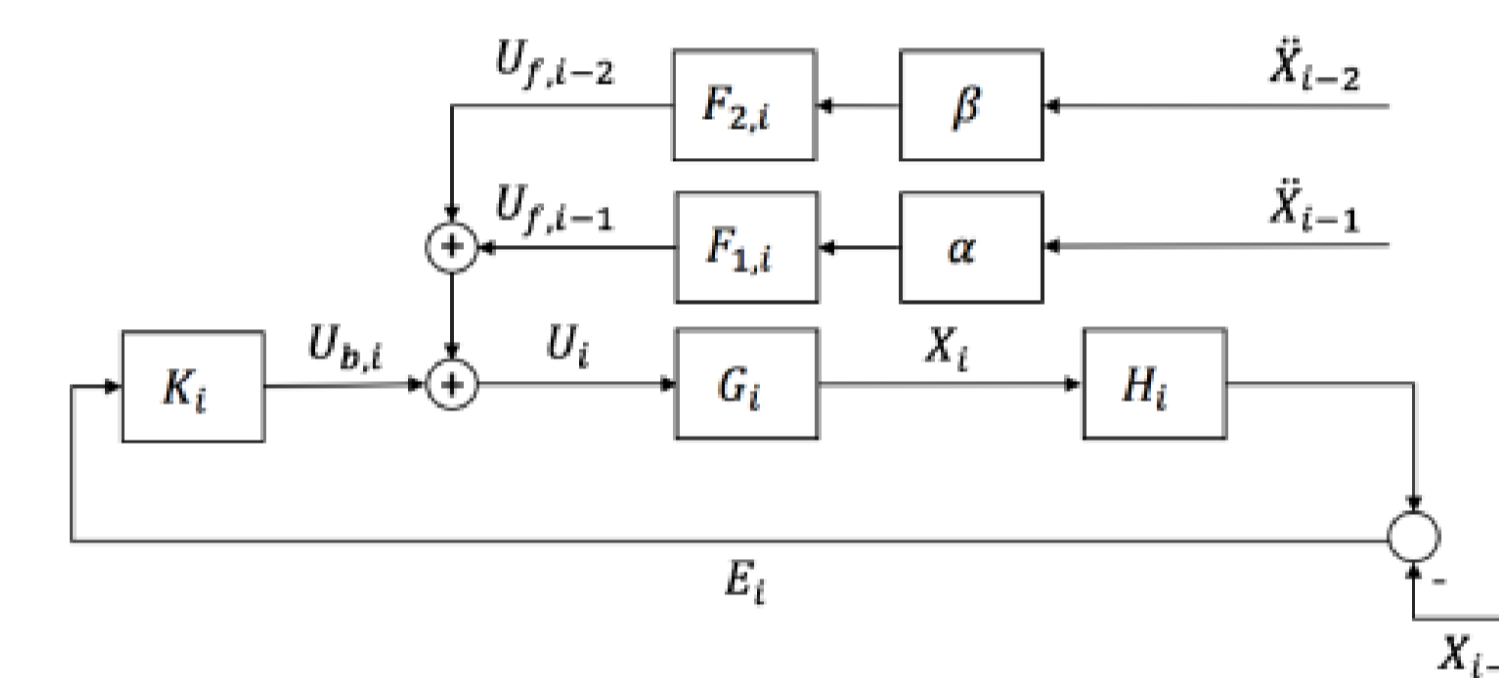 U_{f,i-2} F_{2,i} β Ẍ_{i-2}
+ U_{f,i-1} F_{1,i} α Ẍ_{i-1}
K_i U_{b,i} + U_i G_i X_i H_i
E_i
-
X_{i-